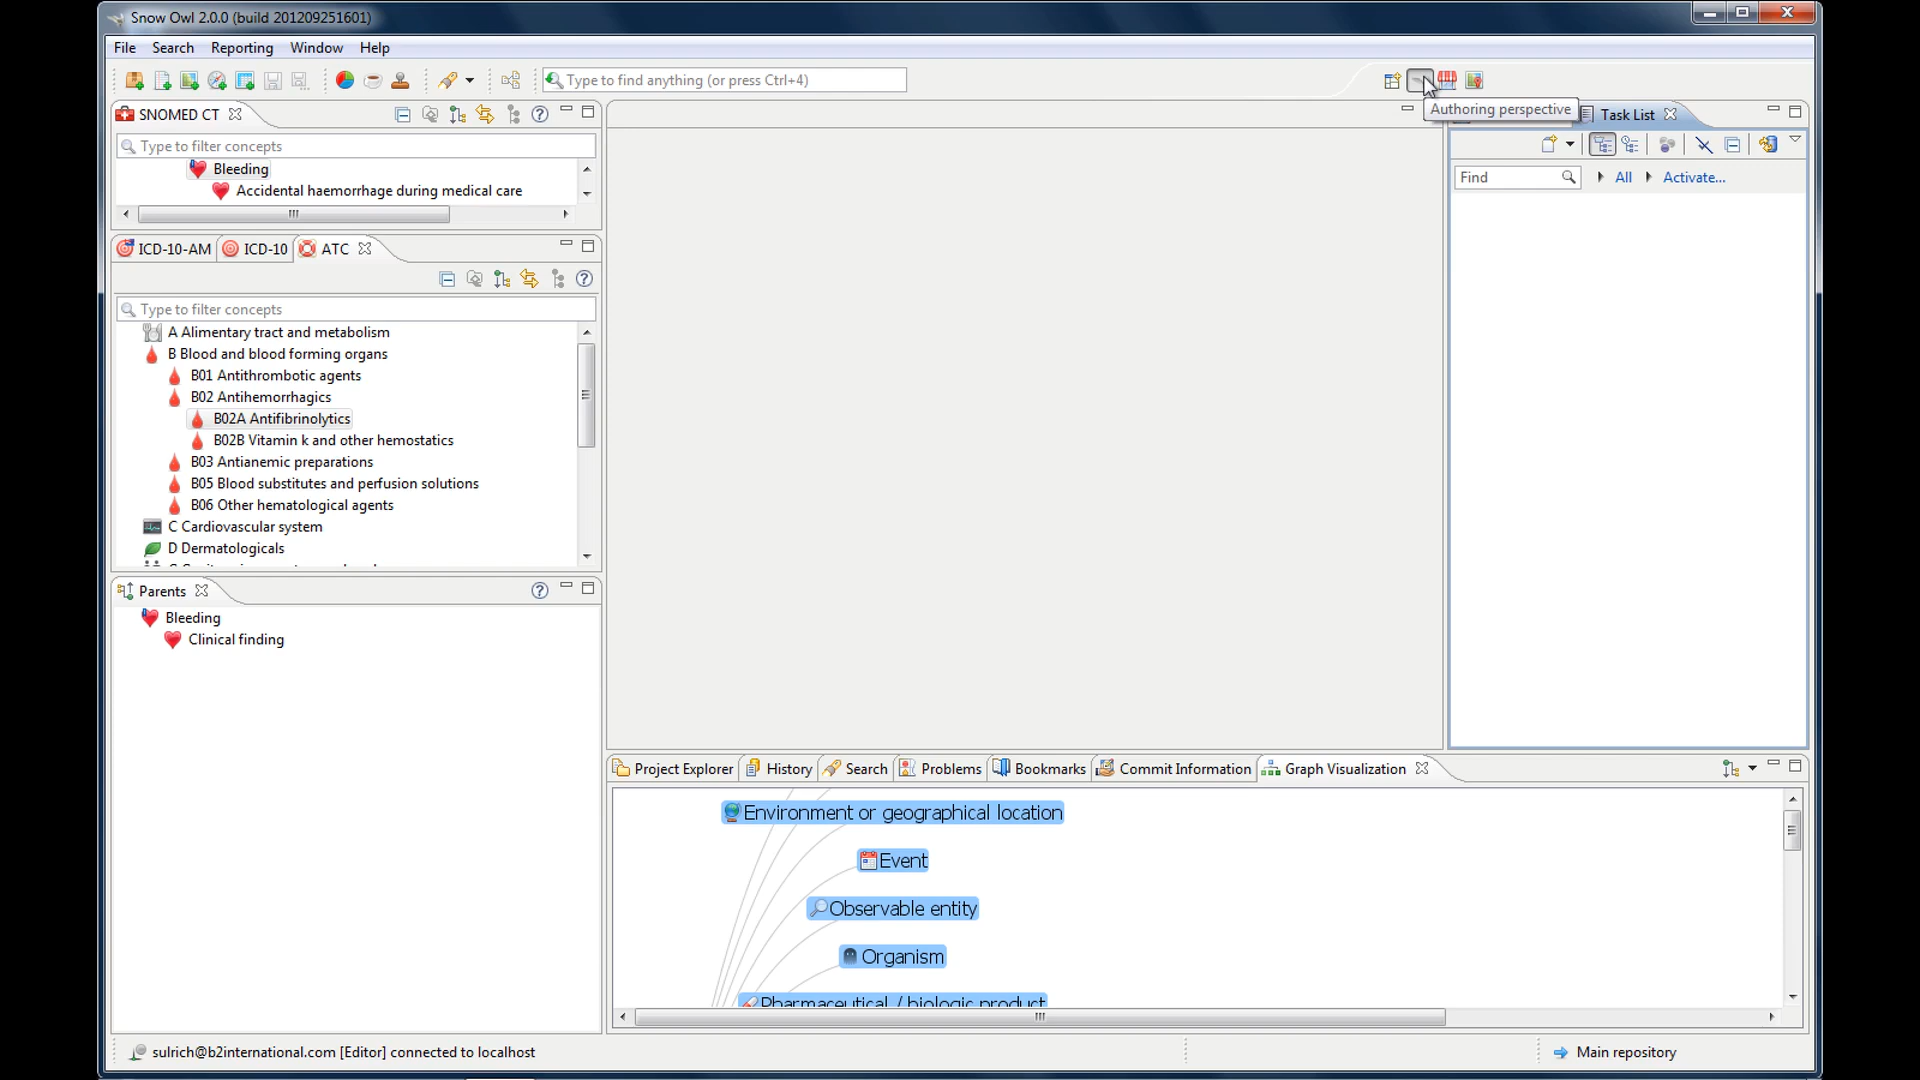 Snow Owl 2.0.0 (build 201209251601)
File Search Reporting Window Help
Type to find anything (or press Ctrl+4)
Authoring perspective
SNOMED CT
Type to filter concepts
Bleeding
Accidental haemorrhage during medical care
ICD-10-AM ICD-10 ATC
Type to filter concepts
A Alimentary tract and metabolism
B Blood and blood forming organs
B01 Antithrombotic agents
B02 Antihemorrhagics
B02A Antifibrinolytics
B02B Vitamin k and other hemostatics
B03 Antianemic preparations
B05 Blood substitutes and perfusion solutions
B06 Other hematological agents
C Cardiovascular system
D Dermatologicals
Parents
Bleeding
Clinical finding
Task List
Find All Activate...
Project Explorer History Search Problems Bookmarks Commit Information Graph Visualization
Environment or geographical location
Event
Observable entity
Organism
Pharmaceutical / biologic product
sulrich@b2international.com [Editor] connected to localhost
Main repository